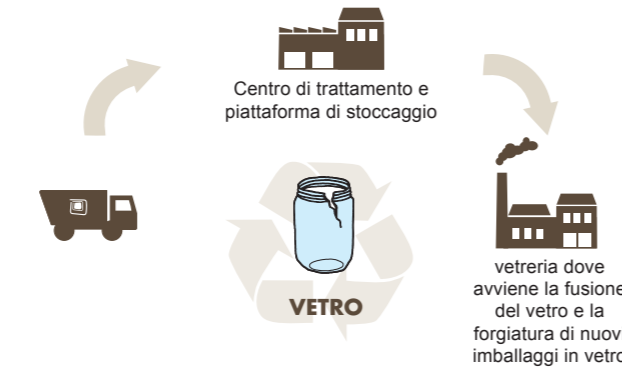 Centro di trattamento e
piattaforma di stoccaggio
VETRO
vetreria dove
avviene la fusione
del vetro e la
forgiatura di nuov
imballaggi in vetro